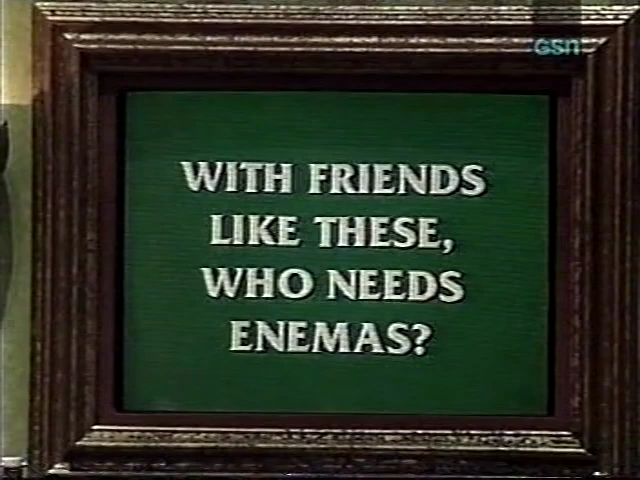 GSN
WITH FRIENDS
LIKE THESE,
WHO NEEDS
ENEMAS?